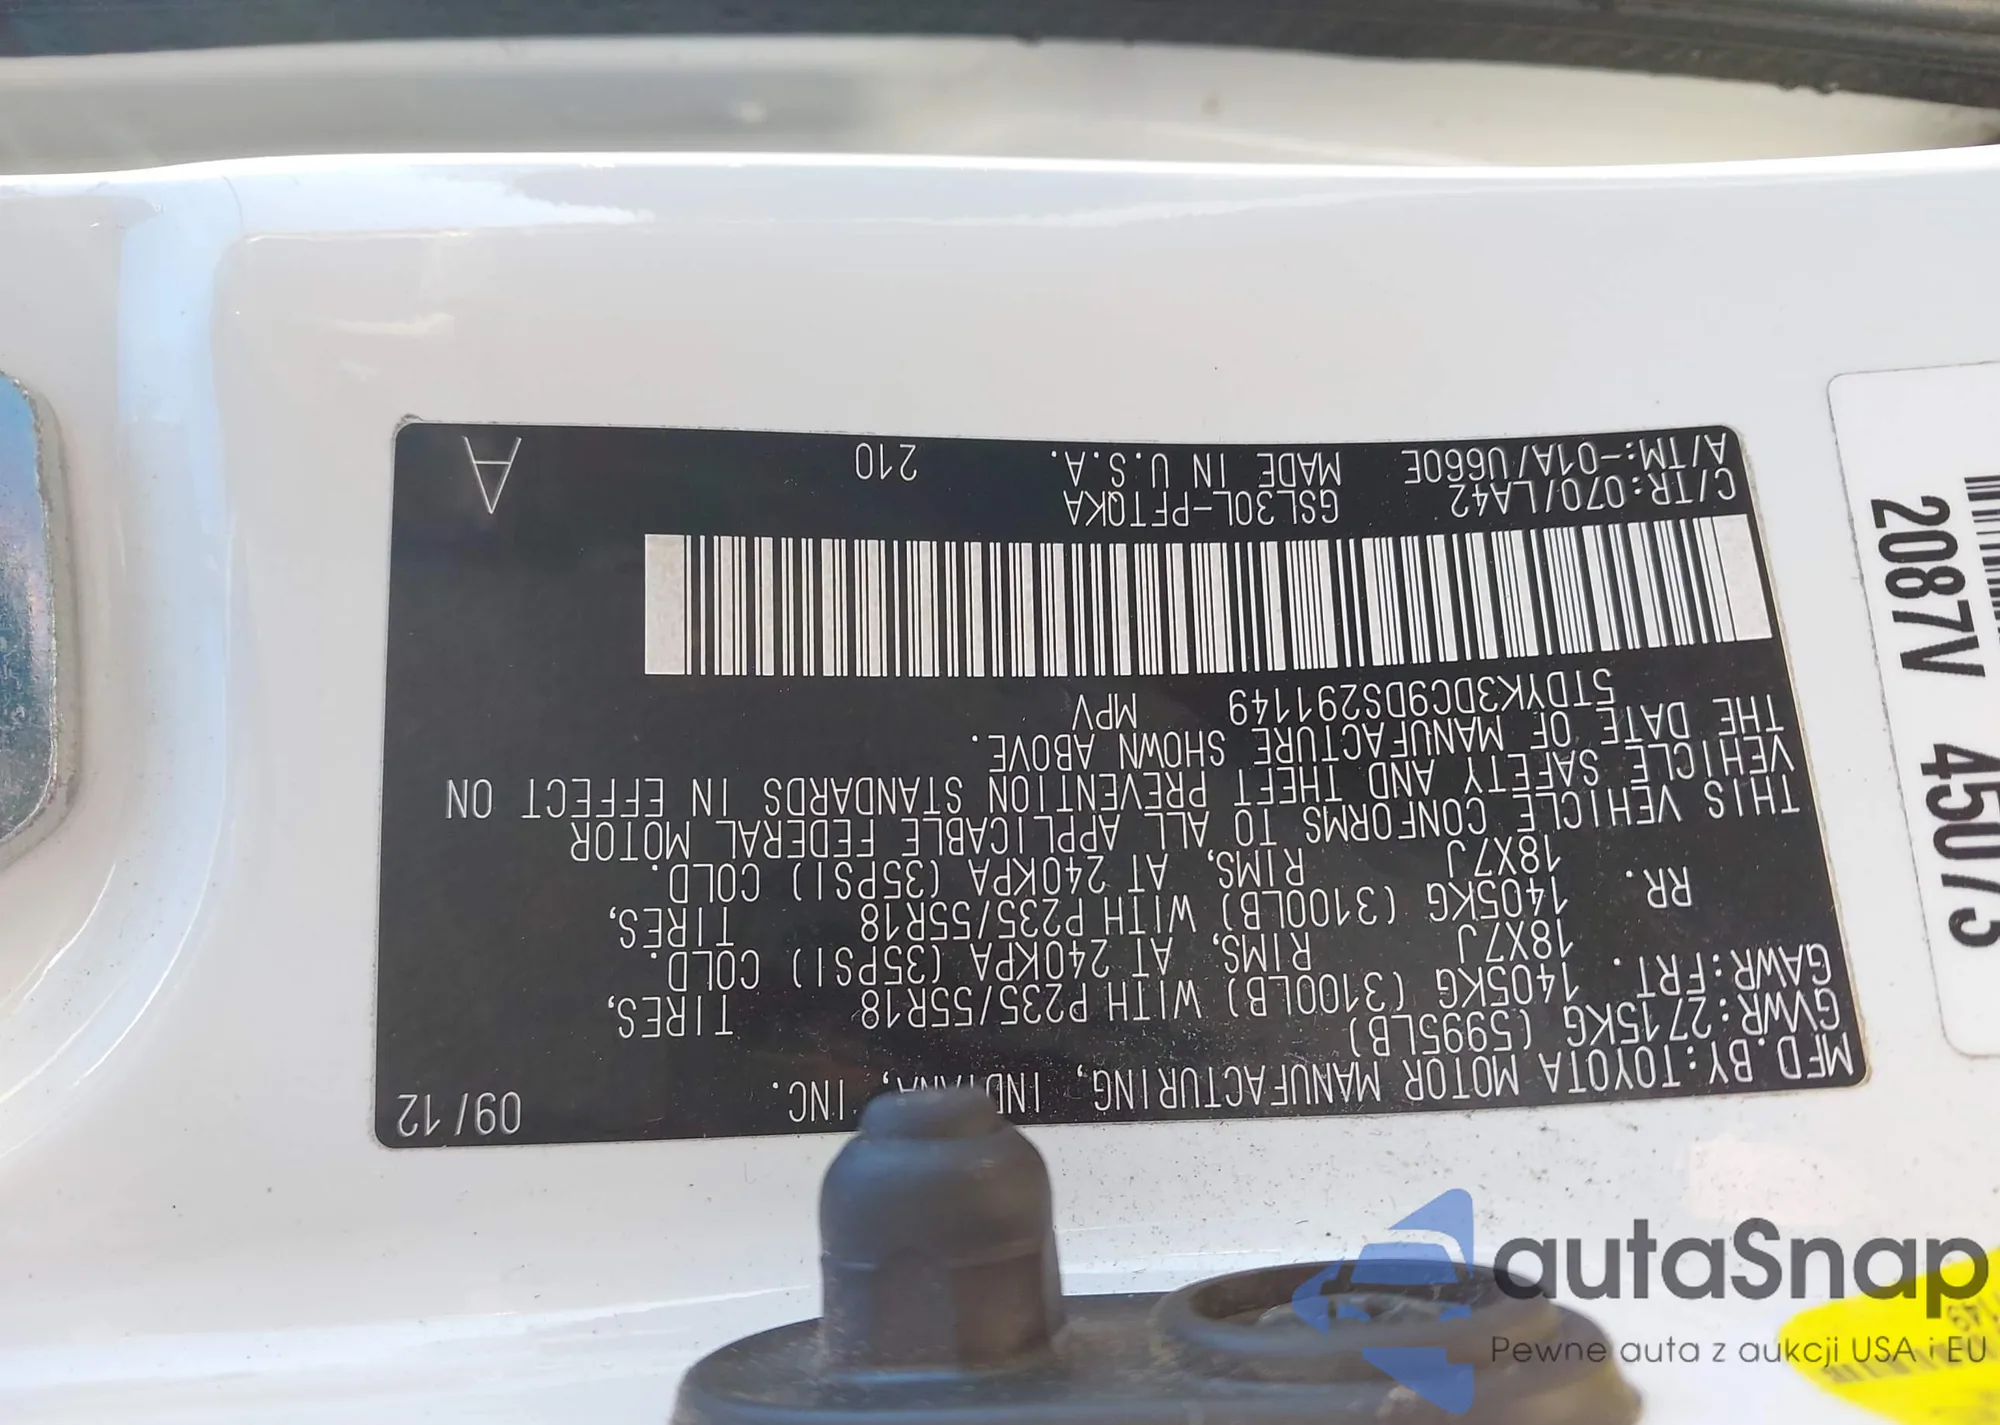 MFD.BY:TOYOTA MOTOR MANUFACTURING, INDIANA, INC. 09/12
GVWR:2715KG (5995LB)
GAWR:FRT. 1405KG (3100LB) WITH P235/55R18 TIRES,
18X7J RIMS, AT 240KPA (35PSI) COLD.
RR. 1405KG (3100LB) WITH P235/55R18 TIRES,
18X7J RIMS, AT 240KPA (35PSI) COLD.
THIS VEHICLE CONFORMS TO ALL APPLICABLE FEDERAL MOTOR
VEHICLE SAFETY AND THEFT PREVENTION STANDARDS IN EFFECT ON
THE DATE OF MANUFACTURE SHOWN ABOVE.
5TDYK3DC9DS291149 MPV
C/TR:070/LA42 GSL30L-PFTQKA
A/TM:-01A/U660E MADE IN U.S.A. 210 A
2087V 45073
autaSnap
Pewne auta z aukcji USA i EU